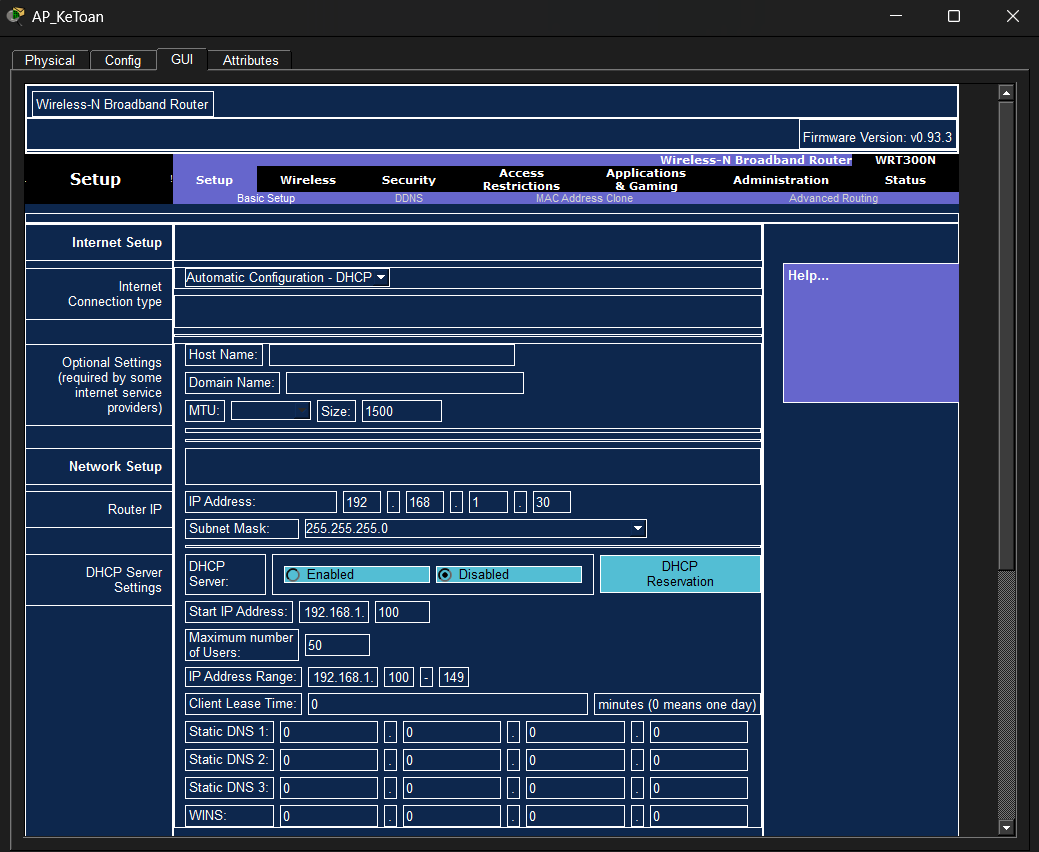 AP_KeToan
Physical Config GUI Attributes
Wireless-N Broadband Router
Firmware Version: v0.93.3
Wireless-N Broadband Router WRT300N
Setup
Setup Wireless Security Access Restrictions Applications & Gaming Administration Status
Basic Setup DDNS MAC Address Clone Advanced Routing
Internet Setup
Internet Connection type
Automatic Configuration - DHCP
Help...
Optional Settings
(required by some
internet service
providers)
Host Name:
Domain Name:
MTU: Size: 1500
Network Setup
Router IP
IP Address: 192 . 168 . 1 . 30
Subnet Mask: 255.255.255.0
DHCP Server
Settings
DHCP Server: Enabled Disabled DHCP Reservation
Start IP Address: 192.168.1. 100
Maximum number
of Users: 50
IP Address Range: 192.168.1. 100 - 149
Client Lease Time: 0 minutes (0 means one day)
Static DNS 1: 0 . 0 . 0 . 0
Static DNS 2: 0 . 0 . 0 . 0
Static DNS 3: 0 . 0 . 0 . 0
WINS: 0 . 0 . 0 . 0